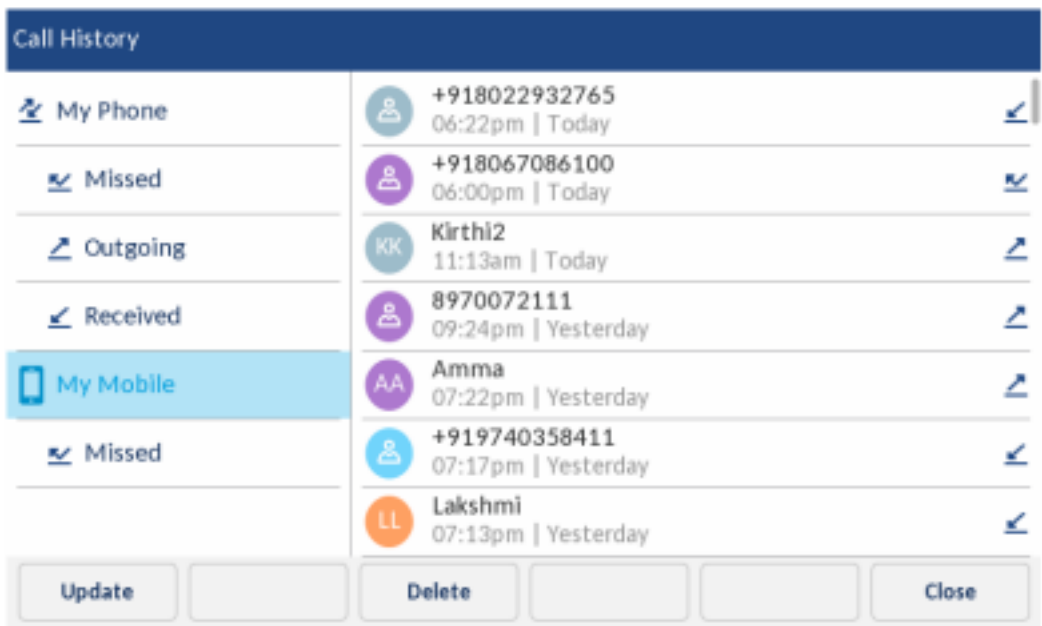 Call History
My Phone
Missed
Outgoing
Received
My Mobile
Missed
+918022932765
06:22pm | Today
+918067086100
06:00pm | Today
KK
Kirthi2
11:13am | Today
8970072111
09:24pm | Yesterday
AA
Amma
07:22pm | Yesterday
+919740358411
07:17pm | Yesterday
LL
Lakshmi
07:13pm | Yesterday
Update
Delete
Close